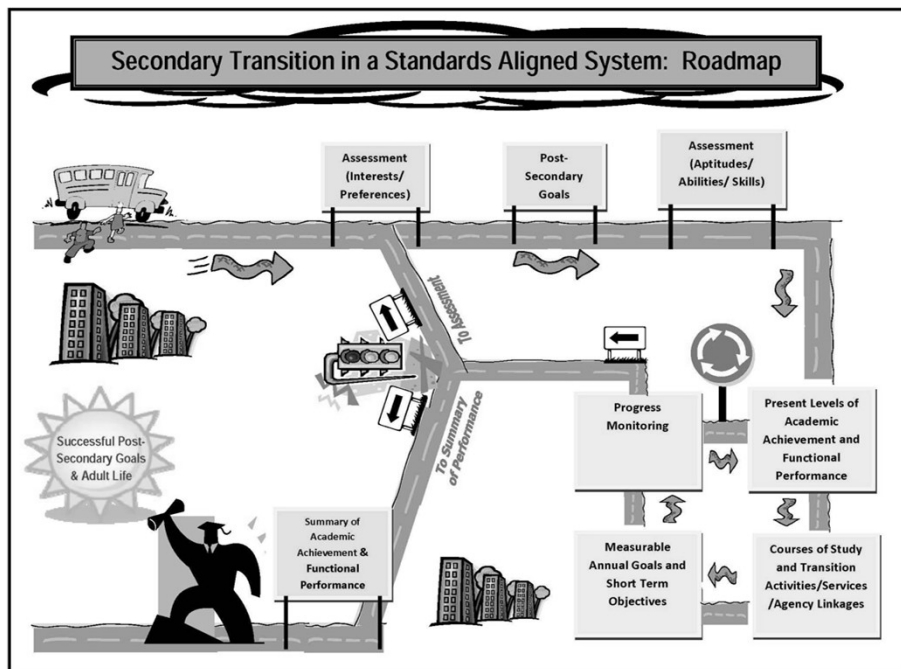 Secondary Transition in a Standards Aligned System: Roadmap
Assessment
(Interests/
Preferences)
Post-
Secondary
Goals
Assessment
(Aptitudes/
Abilities/ Skills)
To Assessment
To Summary
of Performance
Successful Post-
Secondary Goals
& Adult Life
Progress
Monitoring
Present Levels of
Academic
Achievement and
Functional
Performance
Summary of
Academic
Achievement &
Functional
Performance
Measurable
Annual Goals and
Short Term
Objectives
Courses of Study
and Transition
Activities/Services
/Agency Linkages